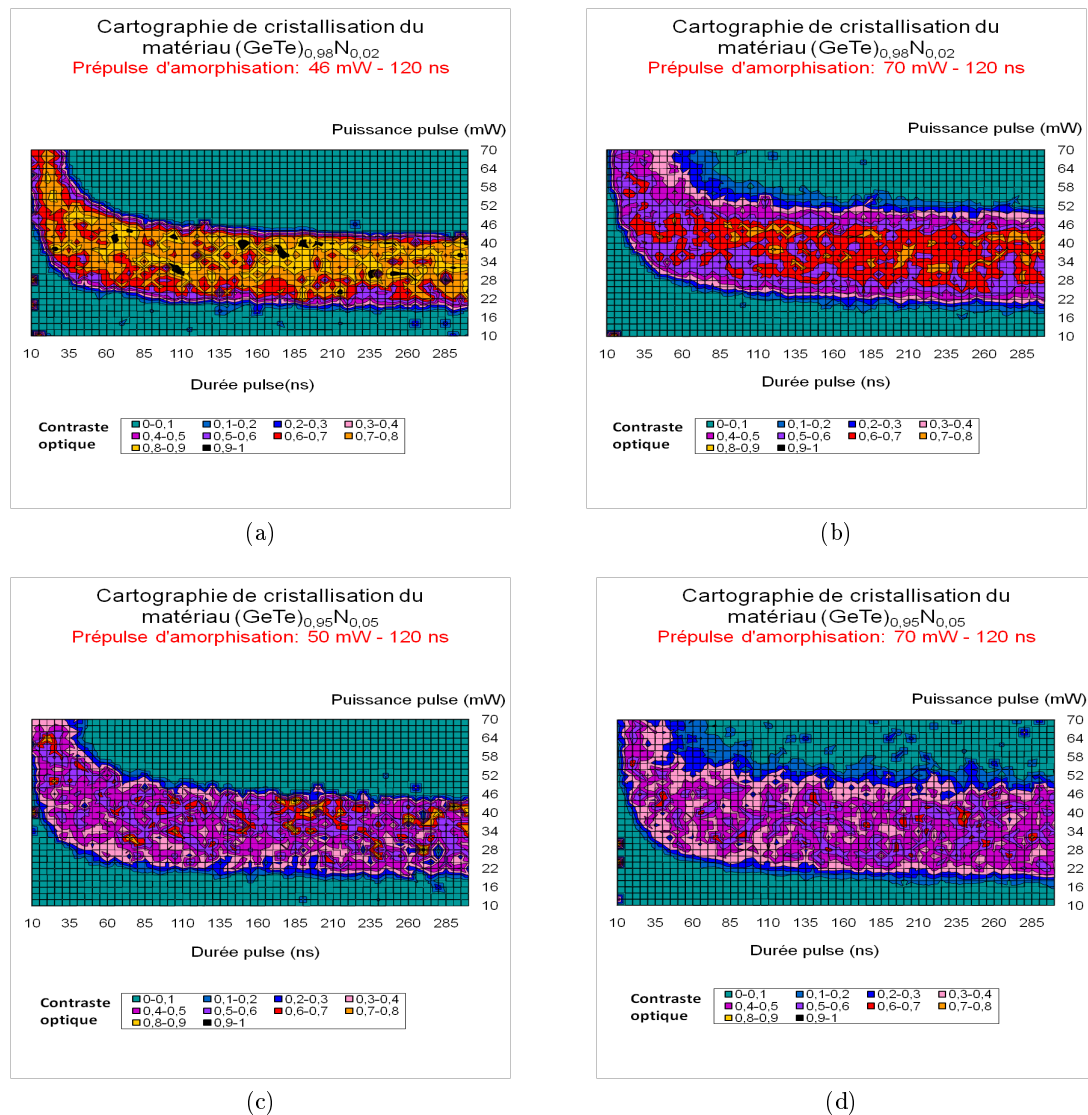 Cartographie de cristallisation du
matériau (GeTe)0,98N0,02
Prépulse d'amorphisation: 46 mW - 120 ns
Puissance pulse (mW)
70
64
58
52
46
40
34
28
22
16
10
10 35 60 85 110 135 160 185 210 235 260 285
Durée pulse(ns)
Contraste
optique
0-0,1 0,1-0,2 0,2-0,3 0,3-0,4
0,4-0,5 0,5-0,6 0,6-0,7 0,7-0,8
0,8-0,9 0,9-1
(a)
Cartographie de cristallisation du
matériau (GeTe)0,98N0,02
Prépulse d'amorphisation: 70 mW - 120 ns
Puissance pulse (mW)
70
64
58
52
46
40
34
28
22
16
10
10 35 60 85 110 135 160 185 210 235 260 285
Durée pulse (ns)
Contraste
optique
0-0,1 0,1-0,2 0,2-0,3 0,3-0,4
0,4-0,5 0,5-0,6 0,6-0,7 0,7-0,8
0,8-0,9 0,9-1
(b)
Cartographie de cristallisation du
matériau (GeTe)0,95N0,05
Prépulse d'amorphisation: 50 mW - 120 ns
Puissance pulse (mW)
70
64
58
52
46
40
34
28
22
16
10
10 35 60 85 110 135 160 185 210 235 260 285
Durée pulse (ns)
Contraste
optique
0-0,1 0,1-0,2 0,2-0,3 0,3-0,4
0,4-0,5 0,5-0,6 0,6-0,7 0,7-0,8
0,8-0,9 0,9-1
(c)
Cartographie de cristallisation du
matériau (GeTe)0,95N0,05
Prépulse d'amorphisation: 70 mW - 120 ns
Puissance pulse (mW)
70
64
58
52
46
40
34
28
22
16
10
10 35 60 85 110 135 160 185 210 235 260 285
Durée pulse (ns)
Contraste
optique
0-0,1 0,1-0,2 0,2-0,3 0,3-0,4
0,4-0,5 0,5-0,6 0,6-0,7 0,7-0,8
0,8-0,9 0,9-1
(d)